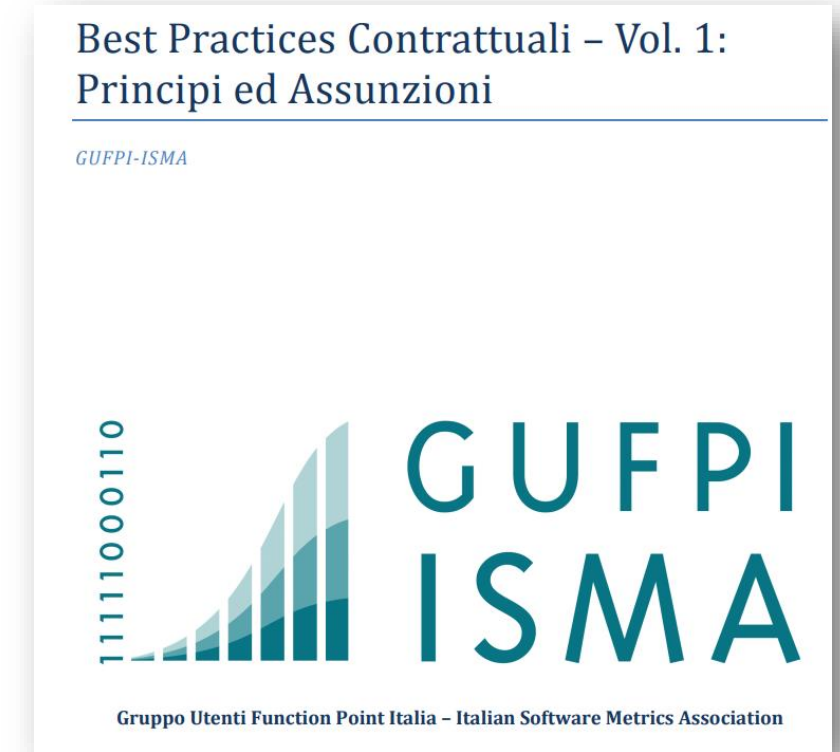 Best Practices Contrattuali – Vol. 1:
Principi ed Assunzioni
GUFPI-ISMA
11111000110
GUFPI
ISMA
Gruppo Utenti Function Point Italia – Italian Software Metrics Association